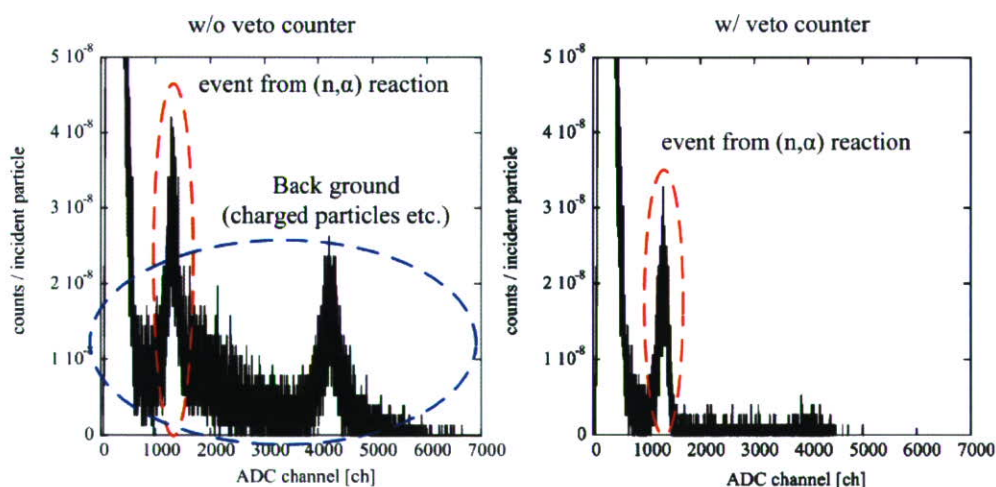 w/o veto counter
5 10⁻⁸
4 10⁻⁸
3 10⁻⁸
2 10⁻⁸
1 10⁻⁸
0
counts / incident particle
event from (n,α) reaction
Back ground
(charged particles etc.)
0 1000 2000 3000 4000 5000 6000 7000
ADC channel [ch]
w/ veto counter
5 10⁻⁸
4 10⁻⁸
3 10⁻⁸
2 10⁻⁸
1 10⁻⁸
0
counts / incident particle
event from (n,α) reaction
0 1000 2000 3000 4000 5000 6000 7000
ADC channel [ch]